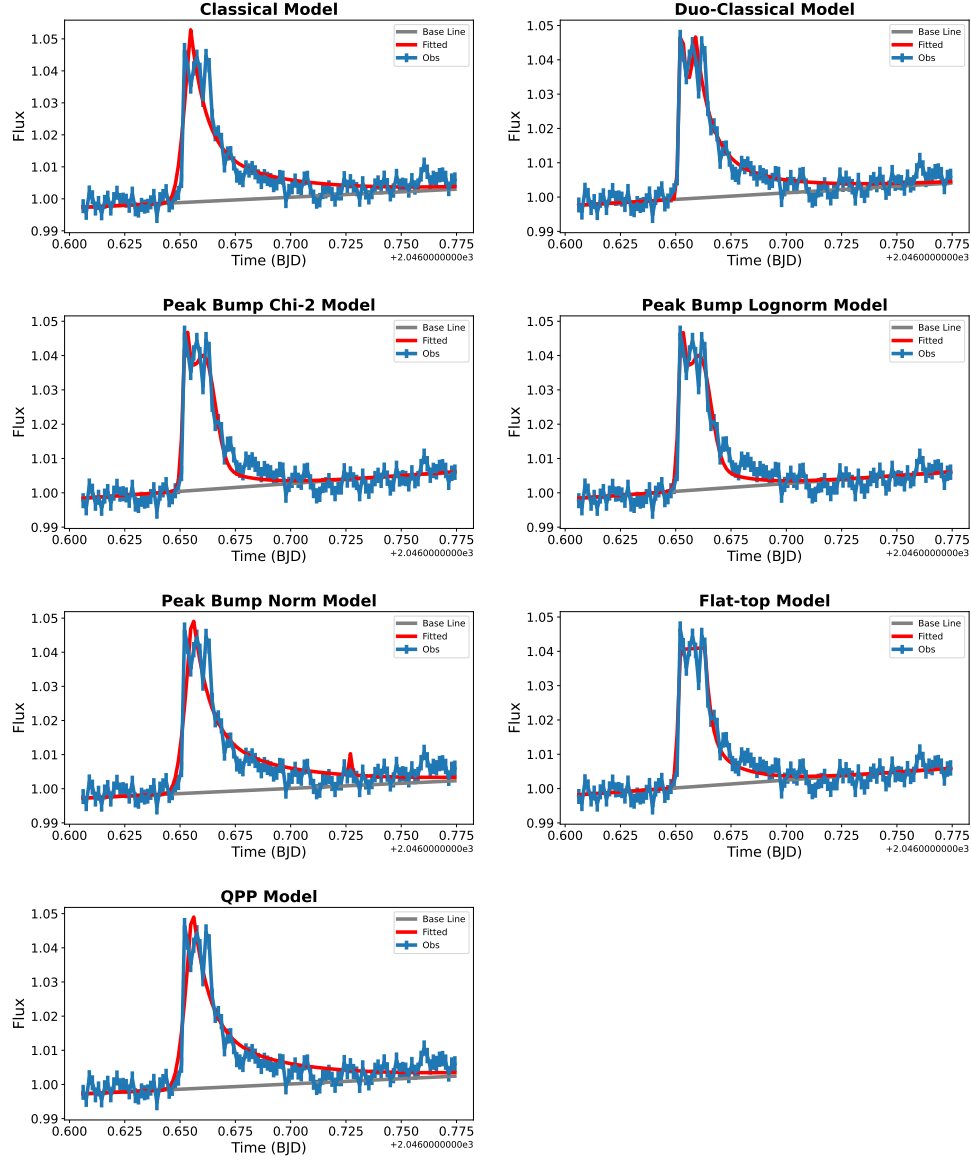 Classical Model
1.05
1.04
1.03
1.02
1.01
1.00
0.99
Flux
Base Line
Fitted
Obs
0.600 0.625 0.650 0.675 0.700 0.725 0.750 0.775
Time (BJD)
+2.0460000000e3
Duo-Classical Model
1.05
1.04
1.03
1.02
1.01
1.00
0.99
Flux
Base Line
Fitted
Obs
0.600 0.625 0.650 0.675 0.700 0.725 0.750 0.775
Time (BJD)
+2.0460000000e3
Peak Bump Chi-2 Model
1.05
1.04
1.03
1.02
1.01
1.00
0.99
Flux
Base Line
Fitted
Obs
0.600 0.625 0.650 0.675 0.700 0.725 0.750 0.775
Time (BJD)
+2.0460000000e3
Peak Bump Lognorm Model
1.05
1.04
1.03
1.02
1.01
1.00
0.99
Flux
Base Line
Fitted
Obs
0.600 0.625 0.650 0.675 0.700 0.725 0.750 0.775
Time (BJD)
+2.0460000000e3
Peak Bump Norm Model
1.05
1.04
1.03
1.02
1.01
1.00
0.99
Flux
Base Line
Fitted
Obs
0.600 0.625 0.650 0.675 0.700 0.725 0.750 0.775
Time (BJD)
+2.0460000000e3
Flat-top Model
1.05
1.04
1.03
1.02
1.01
1.00
0.99
Flux
Base Line
Fitted
Obs
0.600 0.625 0.650 0.675 0.700 0.725 0.750 0.775
Time (BJD)
+2.0460000000e3
QPP Model
1.05
1.04
1.03
1.02
1.01
1.00
0.99
Flux
Base Line
Fitted
Obs
0.600 0.625 0.650 0.675 0.700 0.725 0.750 0.775
Time (BJD)
+2.0460000000e3